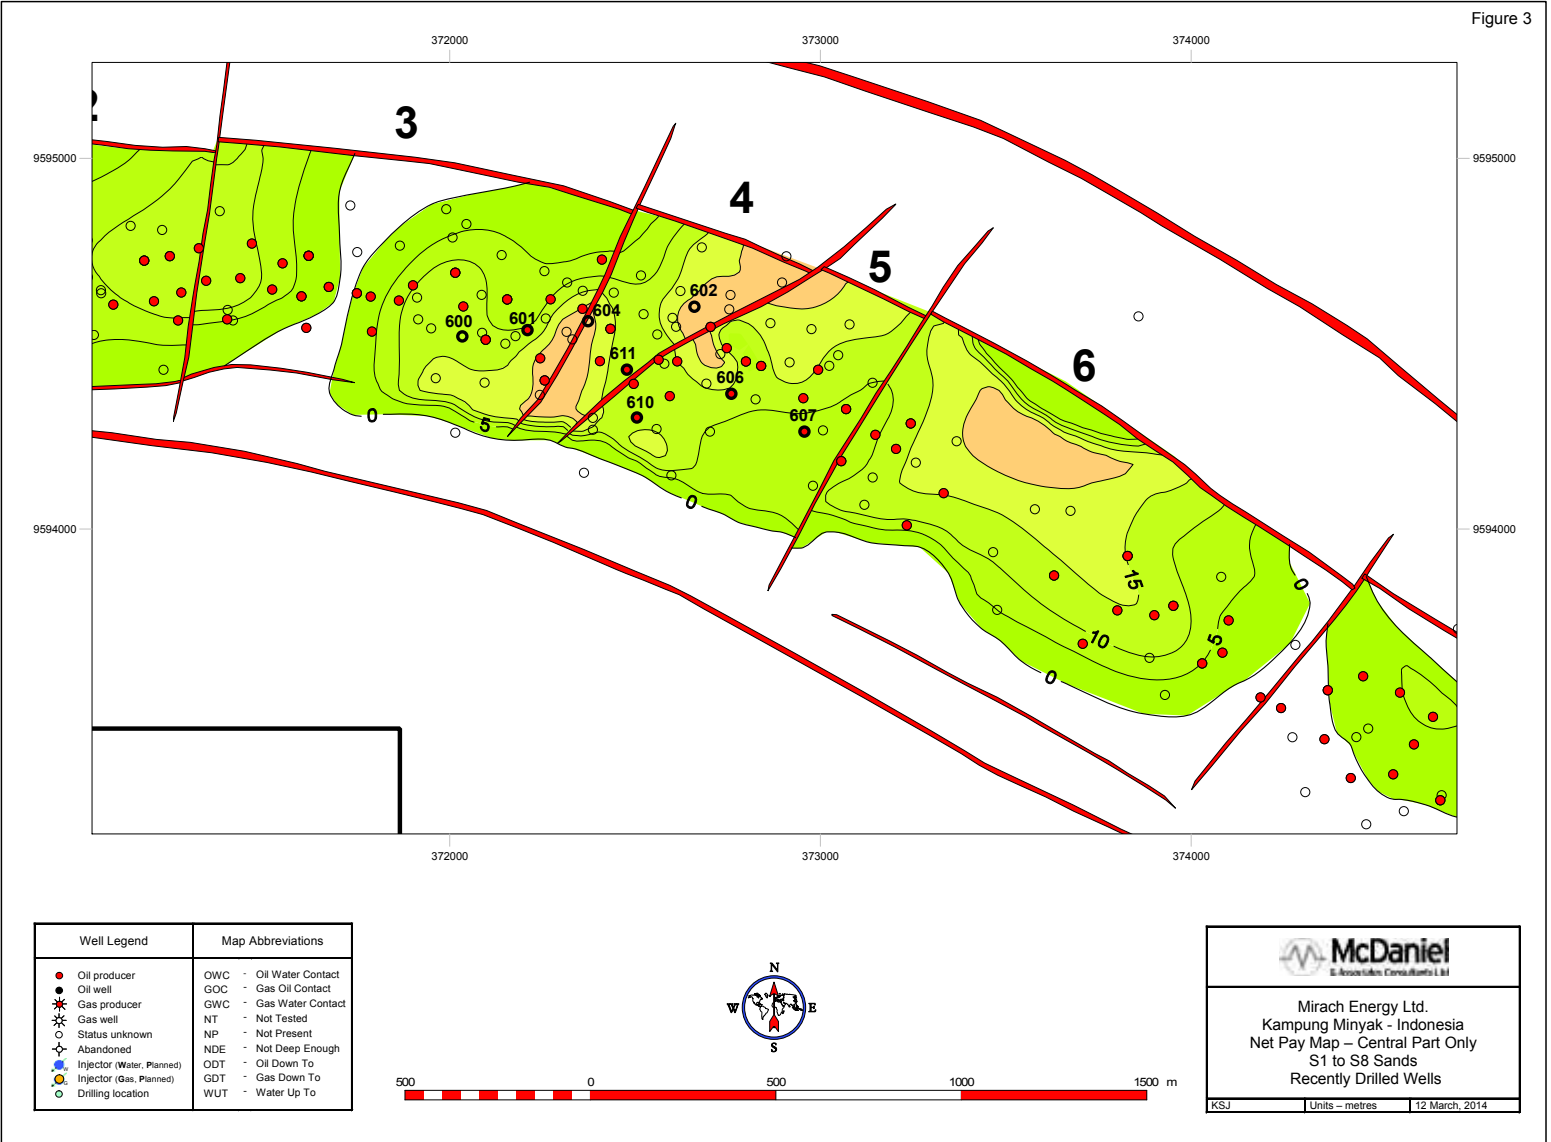 Figure 3
372000 373000 374000
2 3
4
5
6
9595000 9595000
602
604
600 601
611
606
610 607
0
5
0
9594000 9594000
15
0
10
5
0
372000 373000 374000
Well Legend
Oil producer
Oil well
Gas producer
Gas well
Status unknown
Abandoned
Injector (Water, Planned)
Injector (Gas, Planned)
Drilling location
Map Abbreviations
OWC - Oil Water Contact
GOC - Gas Oil Contact
GWC - Gas Water Contact
NT - Not Tested
NP - Not Present
NDE - Not Deep Enough
ODT - Oil Down To
GDT - Gas Down To
WUT - Water Up To
N
W E
S
500 0 500 1000 1500 m
McDaniel
& Associates Consultants Ltd
Mirach Energy Ltd.
Kampung Minyak - Indonesia
Net Pay Map – Central Part Only
S1 to S8 Sands
Recently Drilled Wells
KSJ Units – metres 12 March, 2014